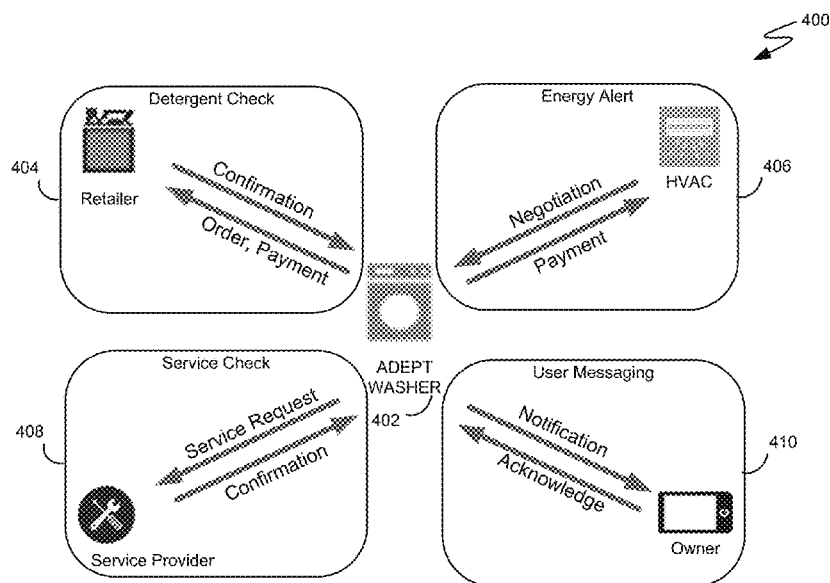 400
Detergent Check
Retailer
404
Confirmation
Order, Payment
Energy Alert
HVAC
406
Negotiation
Payment
ADEPT
WASHER
402
Service Check
408
Service Request
Confirmation
Service Provider
User Messaging
Notification
Acknowledge
410
Owner